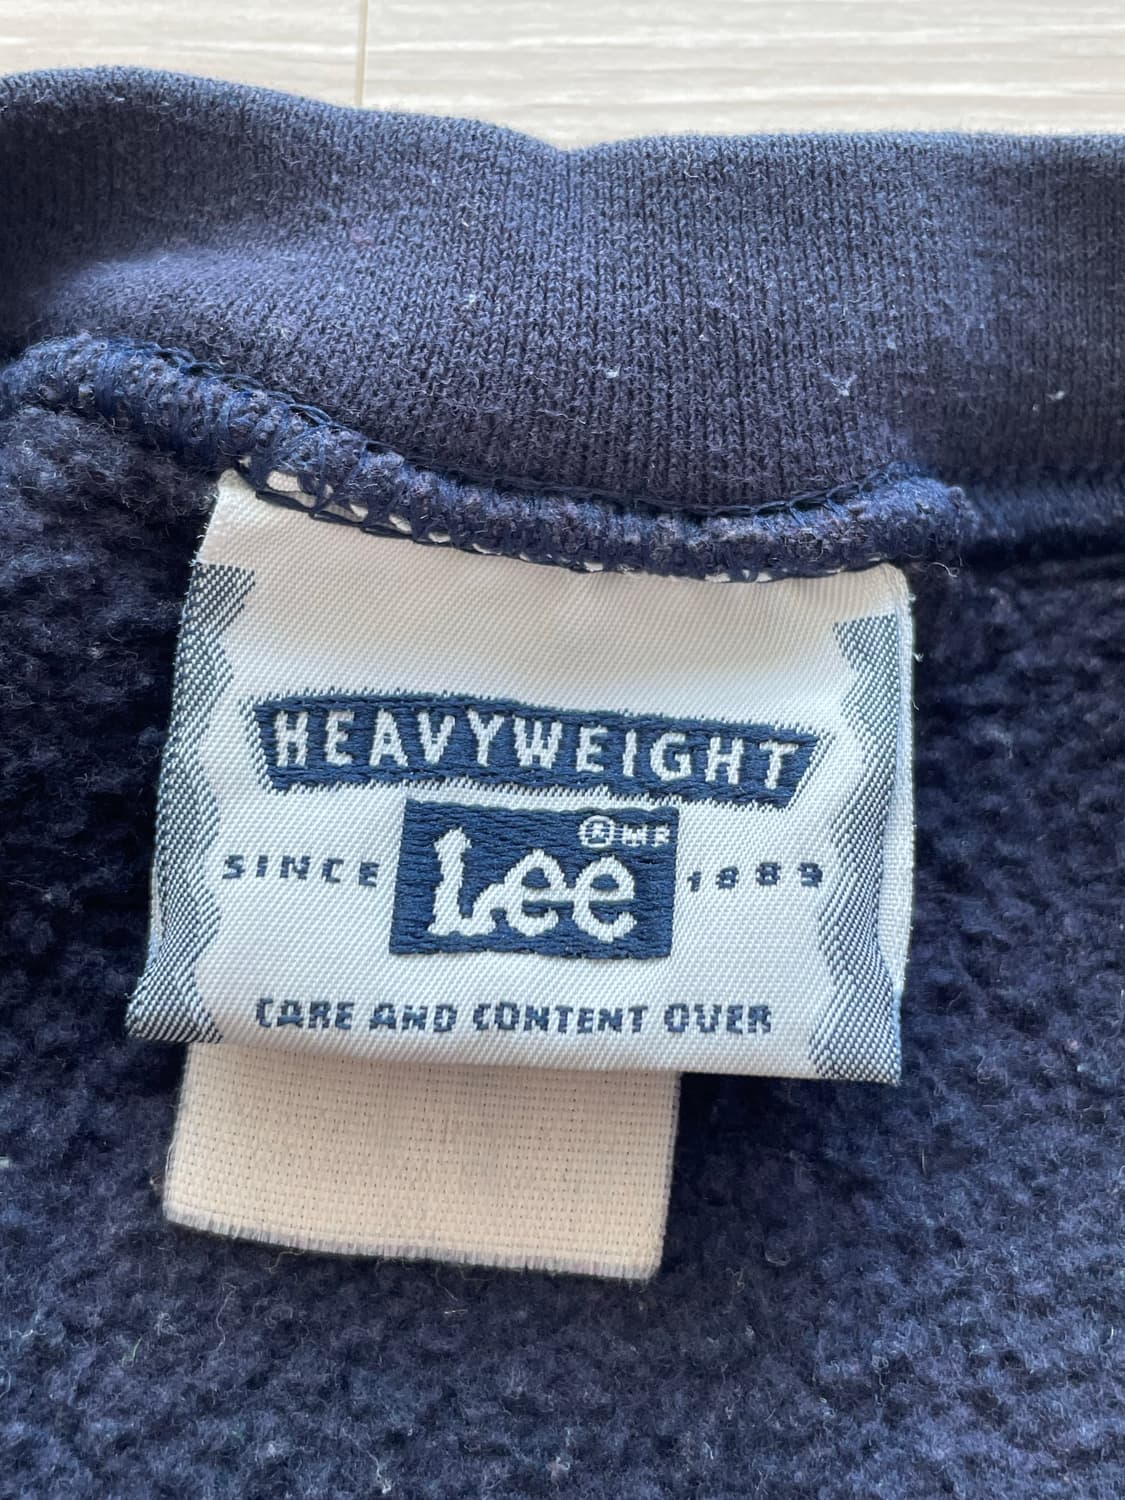 HEAVYWEIGHT
® MR
SINCE Lee 1889
CARE AND CONTENT OVER